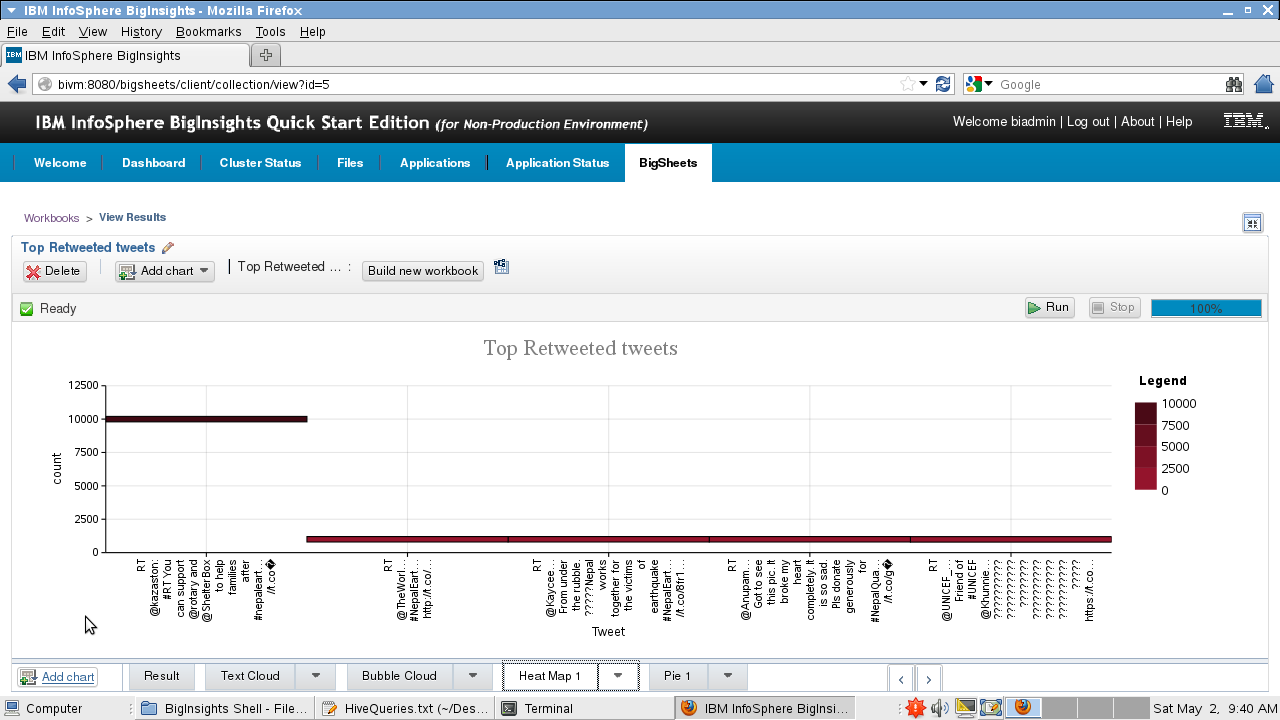 IBM InfoSphere BigInsights - Mozilla Firefox
File Edit View History Bookmarks Tools Help
IBM InfoSphere BigInsights
bivm:8080/bigsheets/client/collection/view?id=5
Google
IBM InfoSphere BigInsights Quick Start Edition (for Non-Production Environment)
Welcome biadmin | Log out | About | Help
IBM.
Welcome Dashboard Cluster Status Files Applications Application Status BigSheets
Workbooks > View Results
Top Retweeted tweets
Delete Add chart Top Retweeted ... : Build new workbook
Ready Run Stop 100%
Top Retweeted tweets
Legend
10000
7500
5000
2500
0
count
12500
10000
7500
5000
2500
0
RT
@kazaston:
#RT You
can support
@rotary and
@ShelterBox
to help
families
after
#nepaleart...
//t.co�
RT
@TheWorl...
#NepalEart...
http://t.co/...
RT
@Kaycee...
From under
the rubble.
?????Nepal
works
together for
the victims
of
earthquake
#NepalEart...
//t.co/8fr1...
RT
@Anupam...
Got to see
this pic. It
broke my
heart
completely. It
is so sad.
Pls donate
generously
for
#NepalQua...
//t.co/g�
RT
@UNICEF_...
Friend of
#UNICEF
@Khunnie...
???????????
???????????
???????????
???????????
???????????
???????????
?????
https://t.co...
Tweet
Add chart Result Text Cloud Bubble Cloud Heat Map 1 Pie 1
Computer BigInsights Shell - File... HiveQueries.txt (~/Des... Terminal IBM InfoSphere BigInsi... Sat May 2, 9:40 AM